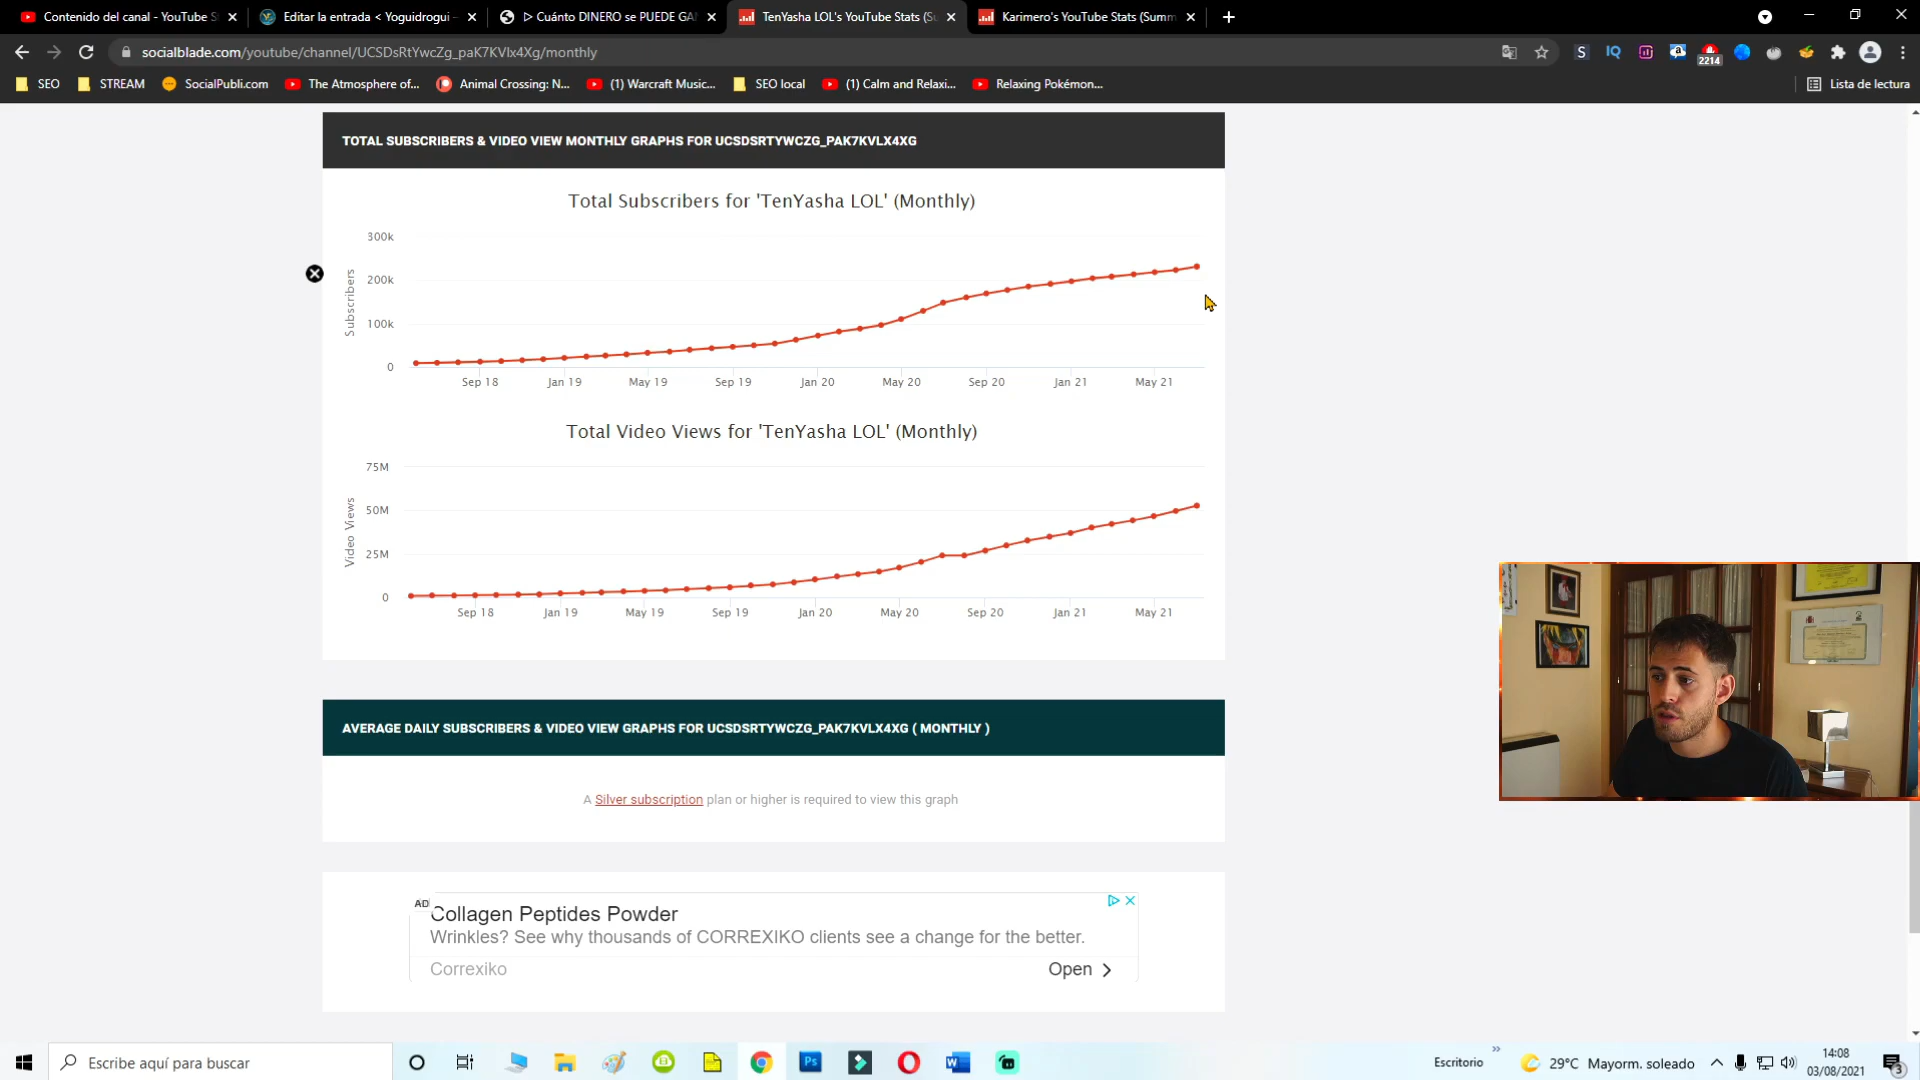 Contenido del canal - YouTube S
Editar la entrada < Yoguidrogui –
▷ Cuánto DINERO se PUEDE GA
TenYasha LOL's YouTube Stats (Su
Karimero's YouTube Stats (Summ
socialblade.com/youtube/channel/UCSDsRtYwcZg_paK7KVlx4Xg/monthly
2214
SEO
STREAM
SocialPubli.com
The Atmosphere of...
Animal Crossing: N...
(1) Warcraft Music...
SEO local
(1) Calm and Relaxi...
Relaxing Pokémon...
Lista de lectura
TOTAL SUBSCRIBERS & VIDEO VIEW MONTHLY GRAPHS FOR UCSDSRTYWCZG_PAK7KVLX4XG
Total Subscribers for 'TenYasha LOL' (Monthly)
Subscribers
300k
200k
100k
0
Sep 18
Jan 19
May 19
Sep 19
Jan 20
May 20
Sep 20
Jan 21
May 21
Total Video Views for 'TenYasha LOL' (Monthly)
Video Views
75M
50M
25M
0
Sep 18
Jan 19
May 19
Sep 19
Jan 20
May 20
Sep 20
Jan 21
May 21
AVERAGE DAILY SUBSCRIBERS & VIDEO VIEW GRAPHS FOR UCSDSRTYWCZG_PAK7KVLX4XG ( MONTHLY )
A Silver subscription plan or higher is required to view this graph
AD
Collagen Peptides Powder
Wrinkles? See why thousands of CORREXIKO clients see a change for the better.
Correxiko
Open
Escribe aquí para buscar
Escritorio
29°C Mayorm. soleado
14:08
03/08/2021
3